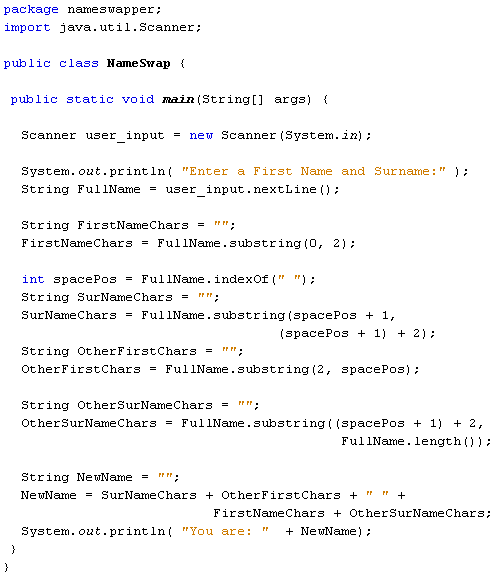 package nameswapper;
import java.util.Scanner;
public class NameSwap {
public static void main(String[] args) {
Scanner user_input = new Scanner(System.in);
System.out.println( "Enter a First Name and Surname:" );
String FullName = user_input.nextLine();
String FirstNameChars = "";
FirstNameChars = FullName.substring(0, 2);
int spacePos = FullName.indexOf(" ");
String SurNameChars = "";
SurNameChars = FullName.substring(spacePos + 1,
(spacePos + 1) + 2);
String OtherFirstChars = "";
OtherFirstChars = FullName.substring(2, spacePos);
String OtherSurNameChars = "";
OtherSurNameChars = FullName.substring((spacePos + 1) + 2,
FullName.length());
String NewName = "";
NewName = SurNameChars + OtherFirstChars + " " +
FirstNameChars + OtherSurNameChars;
System.out.println( "You are: "  + NewName);
}
}